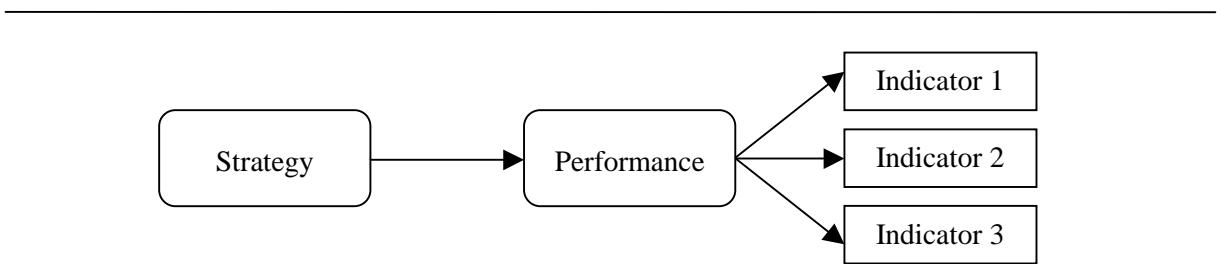 Strategy
Performance
Indicator 1
Indicator 2
Indicator 3